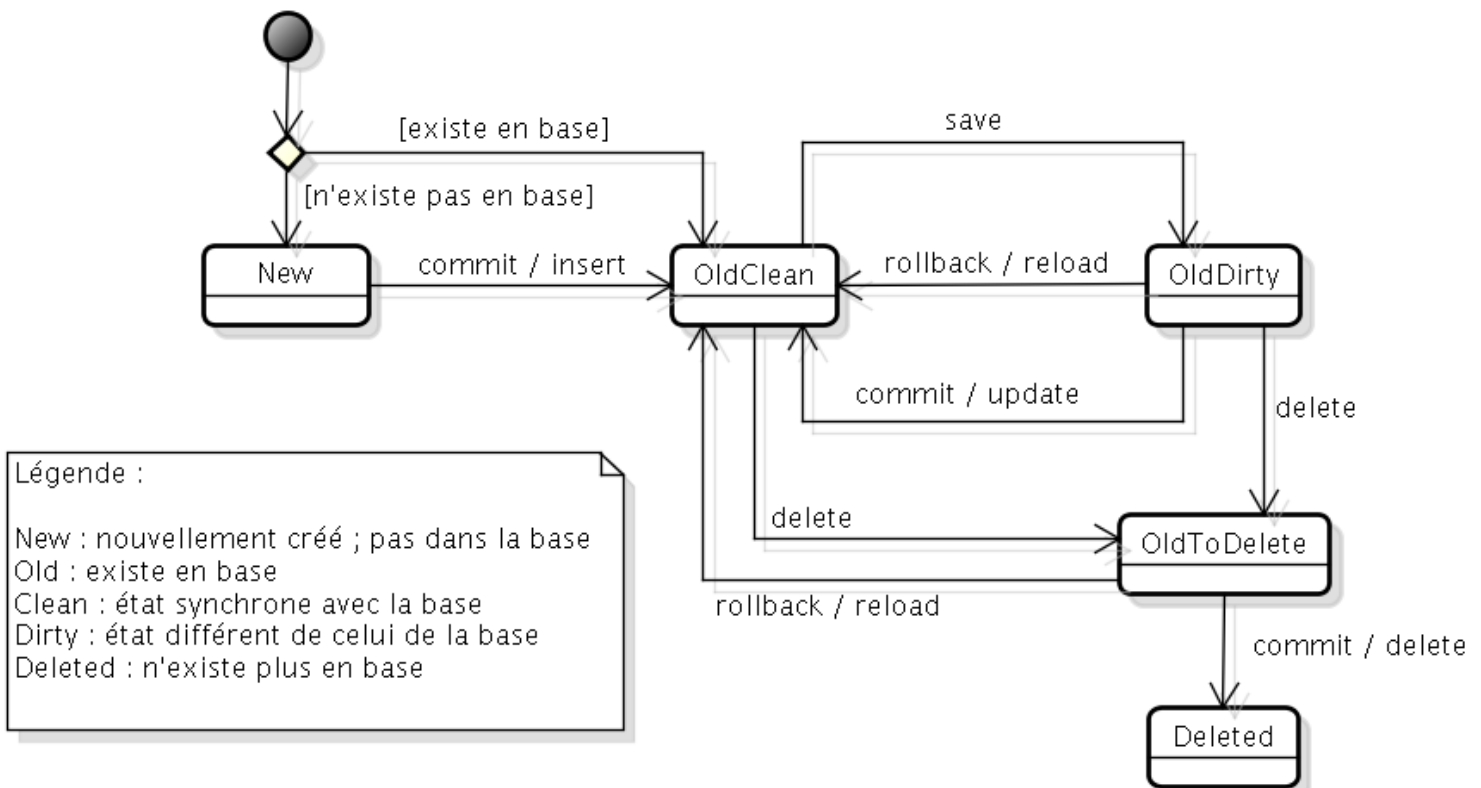 save
[existe en base]
[n'existe pas en base]
New
commit / insert
OldClean
rollback / reload
OldDirty
commit / update
delete
Légende :
New : nouvellement créé ; pas dans la base
Old : existe en base
Clean : état synchrone avec la base
Dirty : état différent de celui de la base
Deleted : n'existe plus en base
delete
OldToDelete
rollback / reload
commit / delete
Deleted